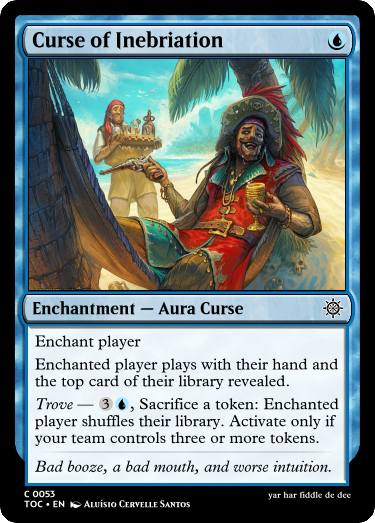 Curse of Inebriation
Enchantment — Aura Curse
Enchant player
Enchanted player plays with their hand and
the top card of their library revealed.
Trove — 3, Sacrifice a token: Enchanted
player shuffles their library. Activate only if
your team controls three or more tokens.
Bad booze, a bad mouth, and worse intuition.
C 0053
TOC • EN Aluísio Cervelle Santos
yar har fiddle de dee